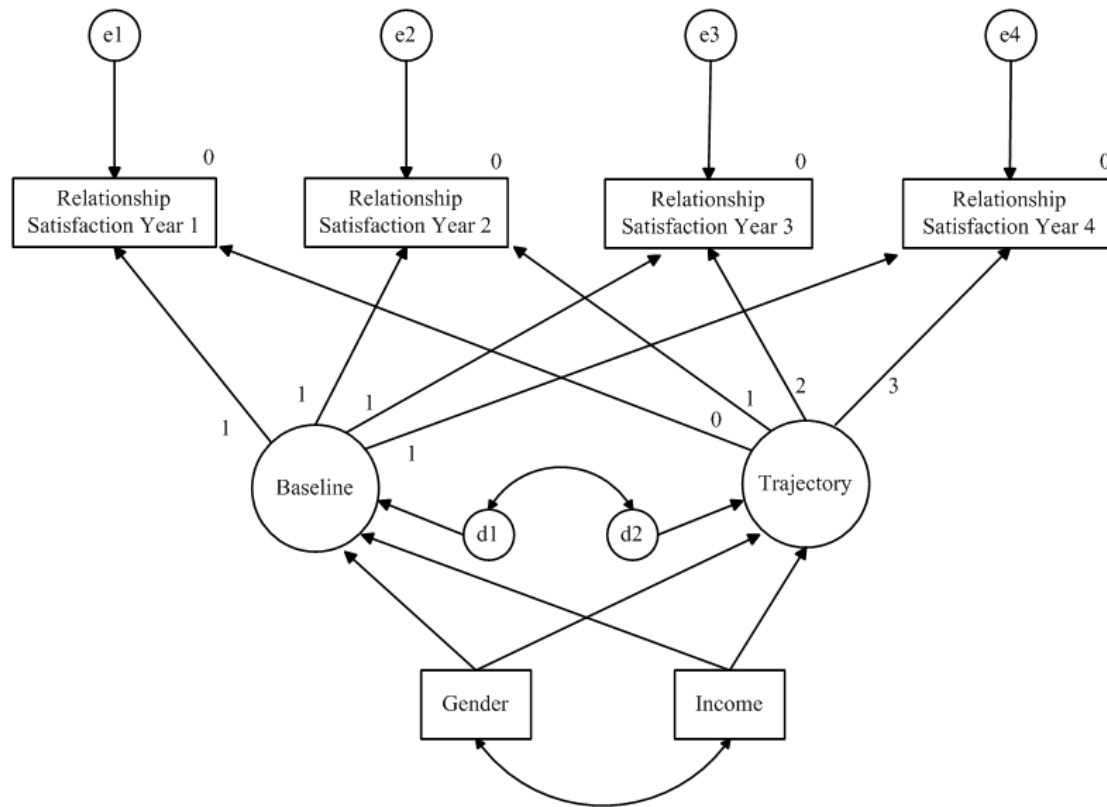 e1
e2
e3
e4
0
0
0
0
Relationship
Satisfaction Year 1
Relationship
Satisfaction Year 2
Relationship
Satisfaction Year 3
Relationship
Satisfaction Year 4
1
1
1
1
0
1
2
3
Baseline
Trajectory
d1
d2
Gender
Income